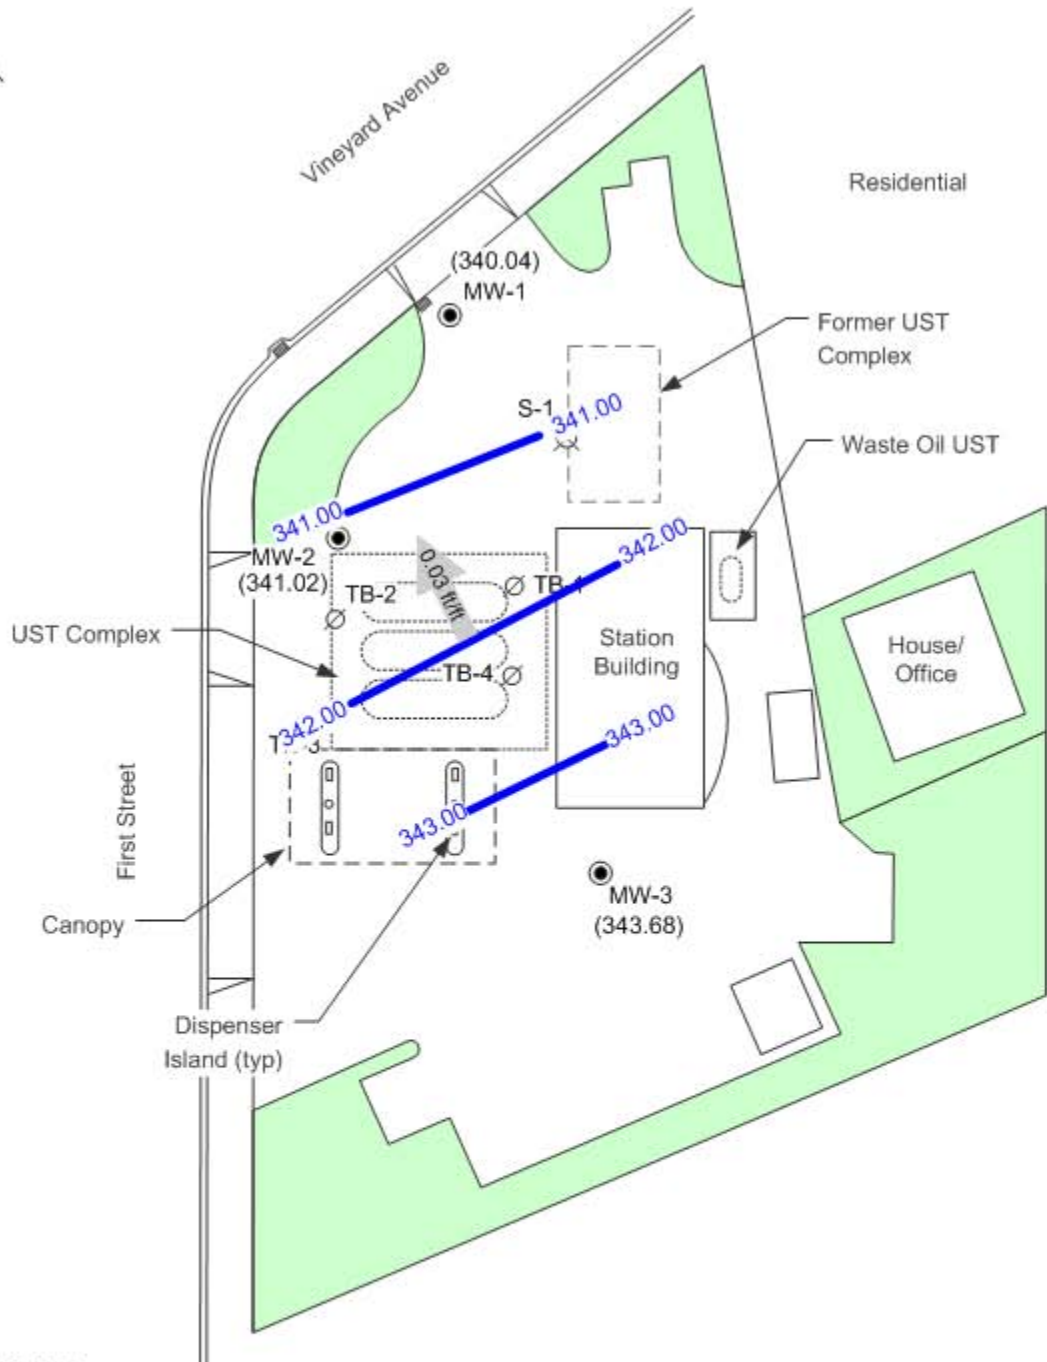 Vineyard Avenue
Residential
(340.04)
MW-1
Former UST
Complex
S-1
341.00
Waste Oil UST
341.00
342.00
MW-2
(341.02)
0.03 ft/ft
TB-2
UST Complex
Station
Building
House/
Office
TB-4
342.00
343.00
First Street
343.00
MW-3
(343.68)
Canopy
Dispenser
Island (typ)